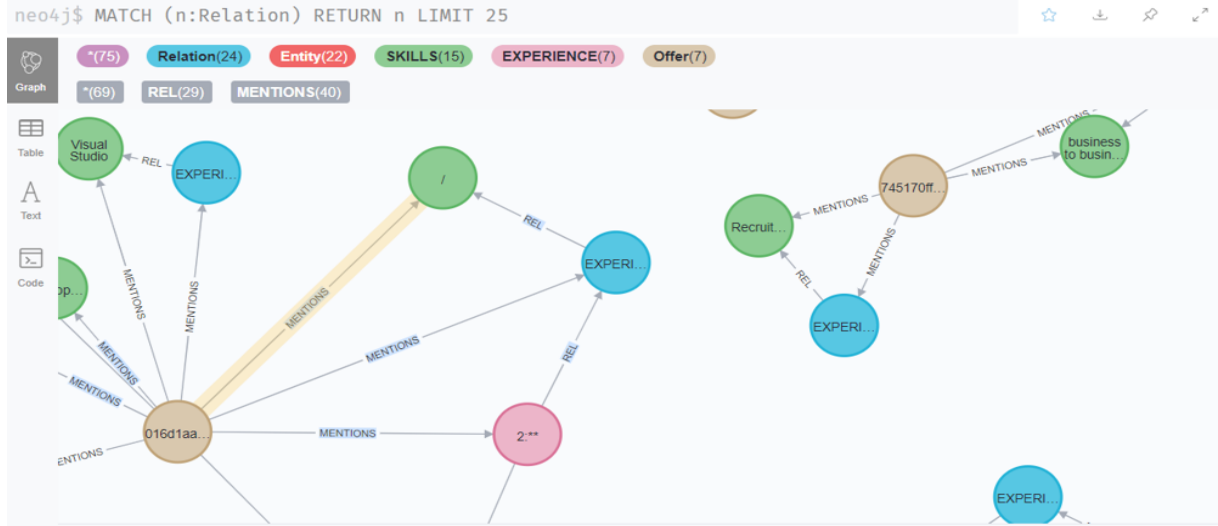 neo4j$ MATCH (n:Relation) RETURN n LIMIT 25
*(75) Relation(24) Entity(22) SKILLS(15) EXPERIENCE(7) Offer(7)
*(69) REL(29) MENTIONS(40)
Graph
Table
Text
Code
Visual
Studio
REL
EXPERI...
/
REL
EXPERI...
MENTIONS
MENTIONS
MENTIONS
MENTIONS
REL
op...
MENTIONS
MENTIONS
016d1aa...
MENTIONS
2:**
ENTIONS
MENTIONS
business
to busin...
MENTIONS
745170ff...
MENTIONS
Recruit...
MENTIONS
REL
EXPERI...
EXPERI...